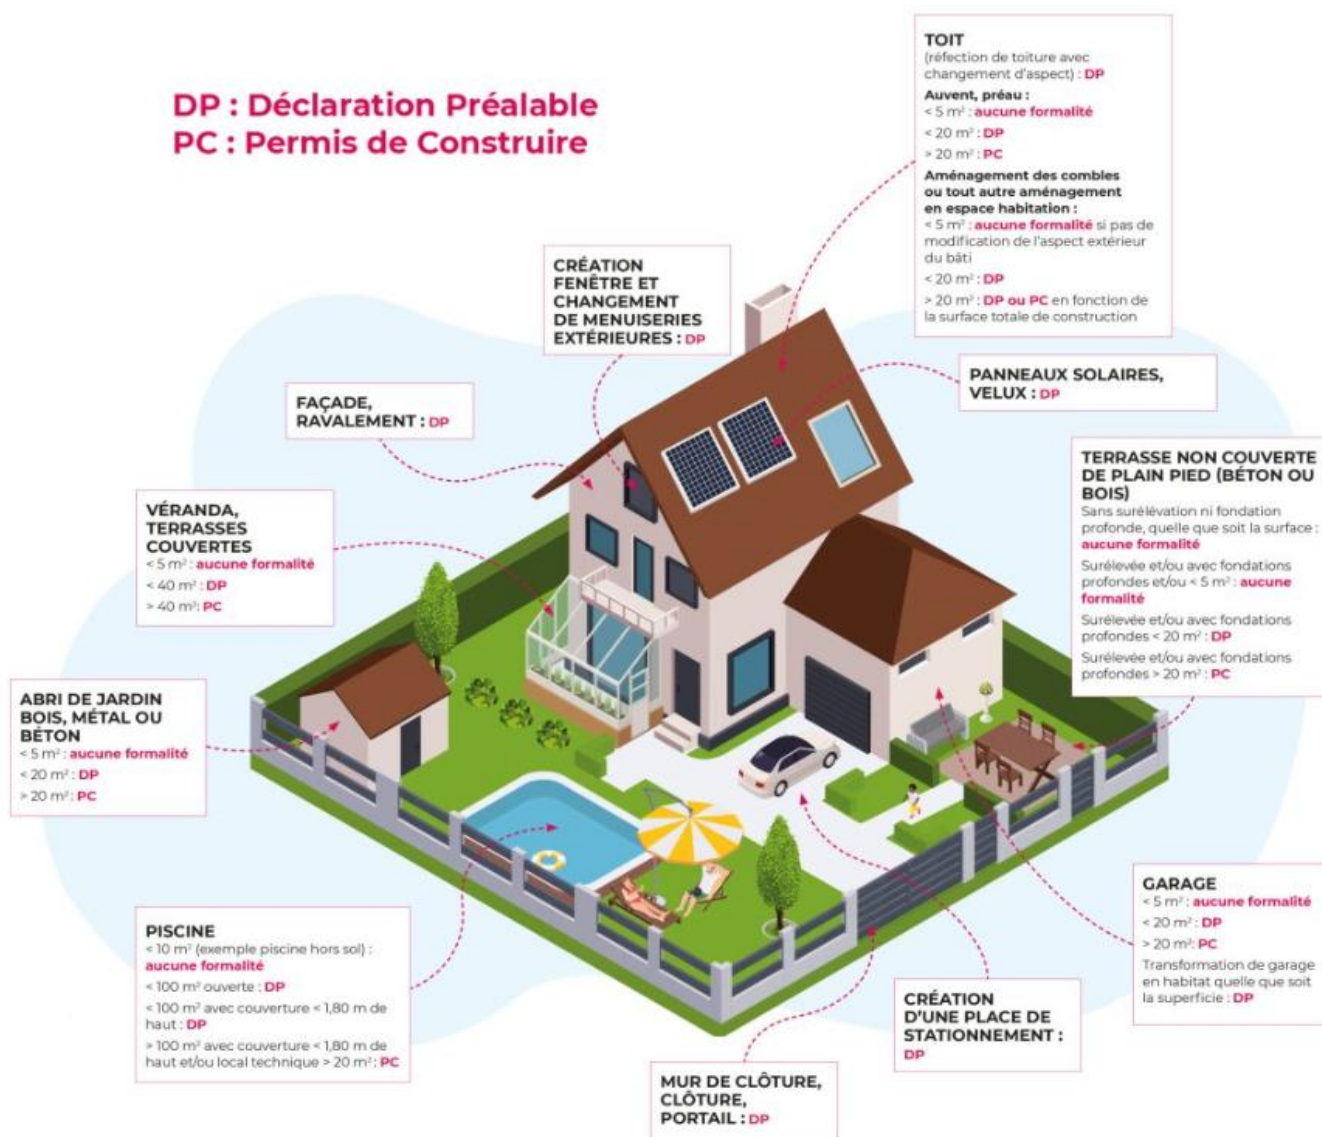 DP : Déclaration Préalable
PC : Permis de Construire
TOIT
(réfection de toiture avec
changement d'aspect) : DP
Auvent, préau :
< 5 m² : aucune formalité
< 20 m² : DP
> 20 m² : PC
Aménagement des combles
ou tout autre aménagement
en espace habitation :
< 5 m² : aucune formalité si pas de
modification de l'aspect extérieur
du bâti
< 20 m² : DP
> 20 m² : DP ou PC en fonction de
la surface totale de construction
CRÉATION
FENÊTRE ET
CHANGEMENT
DE MENUISERIES
EXTÉRIEURES : DP
PANNEAUX SOLAIRES,
VELUX : DP
FAÇADE,
RAVALEMENT : DP
TERRASSE NON COUVERTE
DE PLAIN PIED (BÉTON OU
BOIS)
Sans surélévation ni fondation
profonde, quelle que soit la surface :
aucune formalité
Surélevée et/ou avec fondations
profondes et/ou < 5 m² : aucune
formalité
Surélevée et/ou avec fondations
profondes < 20 m² : DP
Surélevée et/ou avec fondations
profondes > 20 m² : PC
VÉRANDA,
TERRASSES
COUVERTES
< 5 m² : aucune formalité
< 40 m² : DP
> 40 m² : PC
ABRI DE JARDIN
BOIS, MÉTAL OU
BÉTON
< 5 m² : aucune formalité
< 20 m² : DP
> 20 m² : PC
PISCINE
< 10 m² (exemple piscine hors sol) :
aucune formalité
< 100 m² ouverte : DP
< 100 m² avec couverture < 1,80 m de
haut : DP
> 100 m² avec couverture < 1,80 m de
haut et/ou local technique > 20 m² : PC
GARAGE
< 5 m² : aucune formalité
< 20 m² : DP
> 20 m² : PC
Transformation de garage
en habitat quelle que soit
la superficie : DP
CRÉATION
D'UNE PLACE DE
STATIONNEMENT :
DP
MUR DE CLÔTURE,
CLÔTURE,
PORTAIL : DP